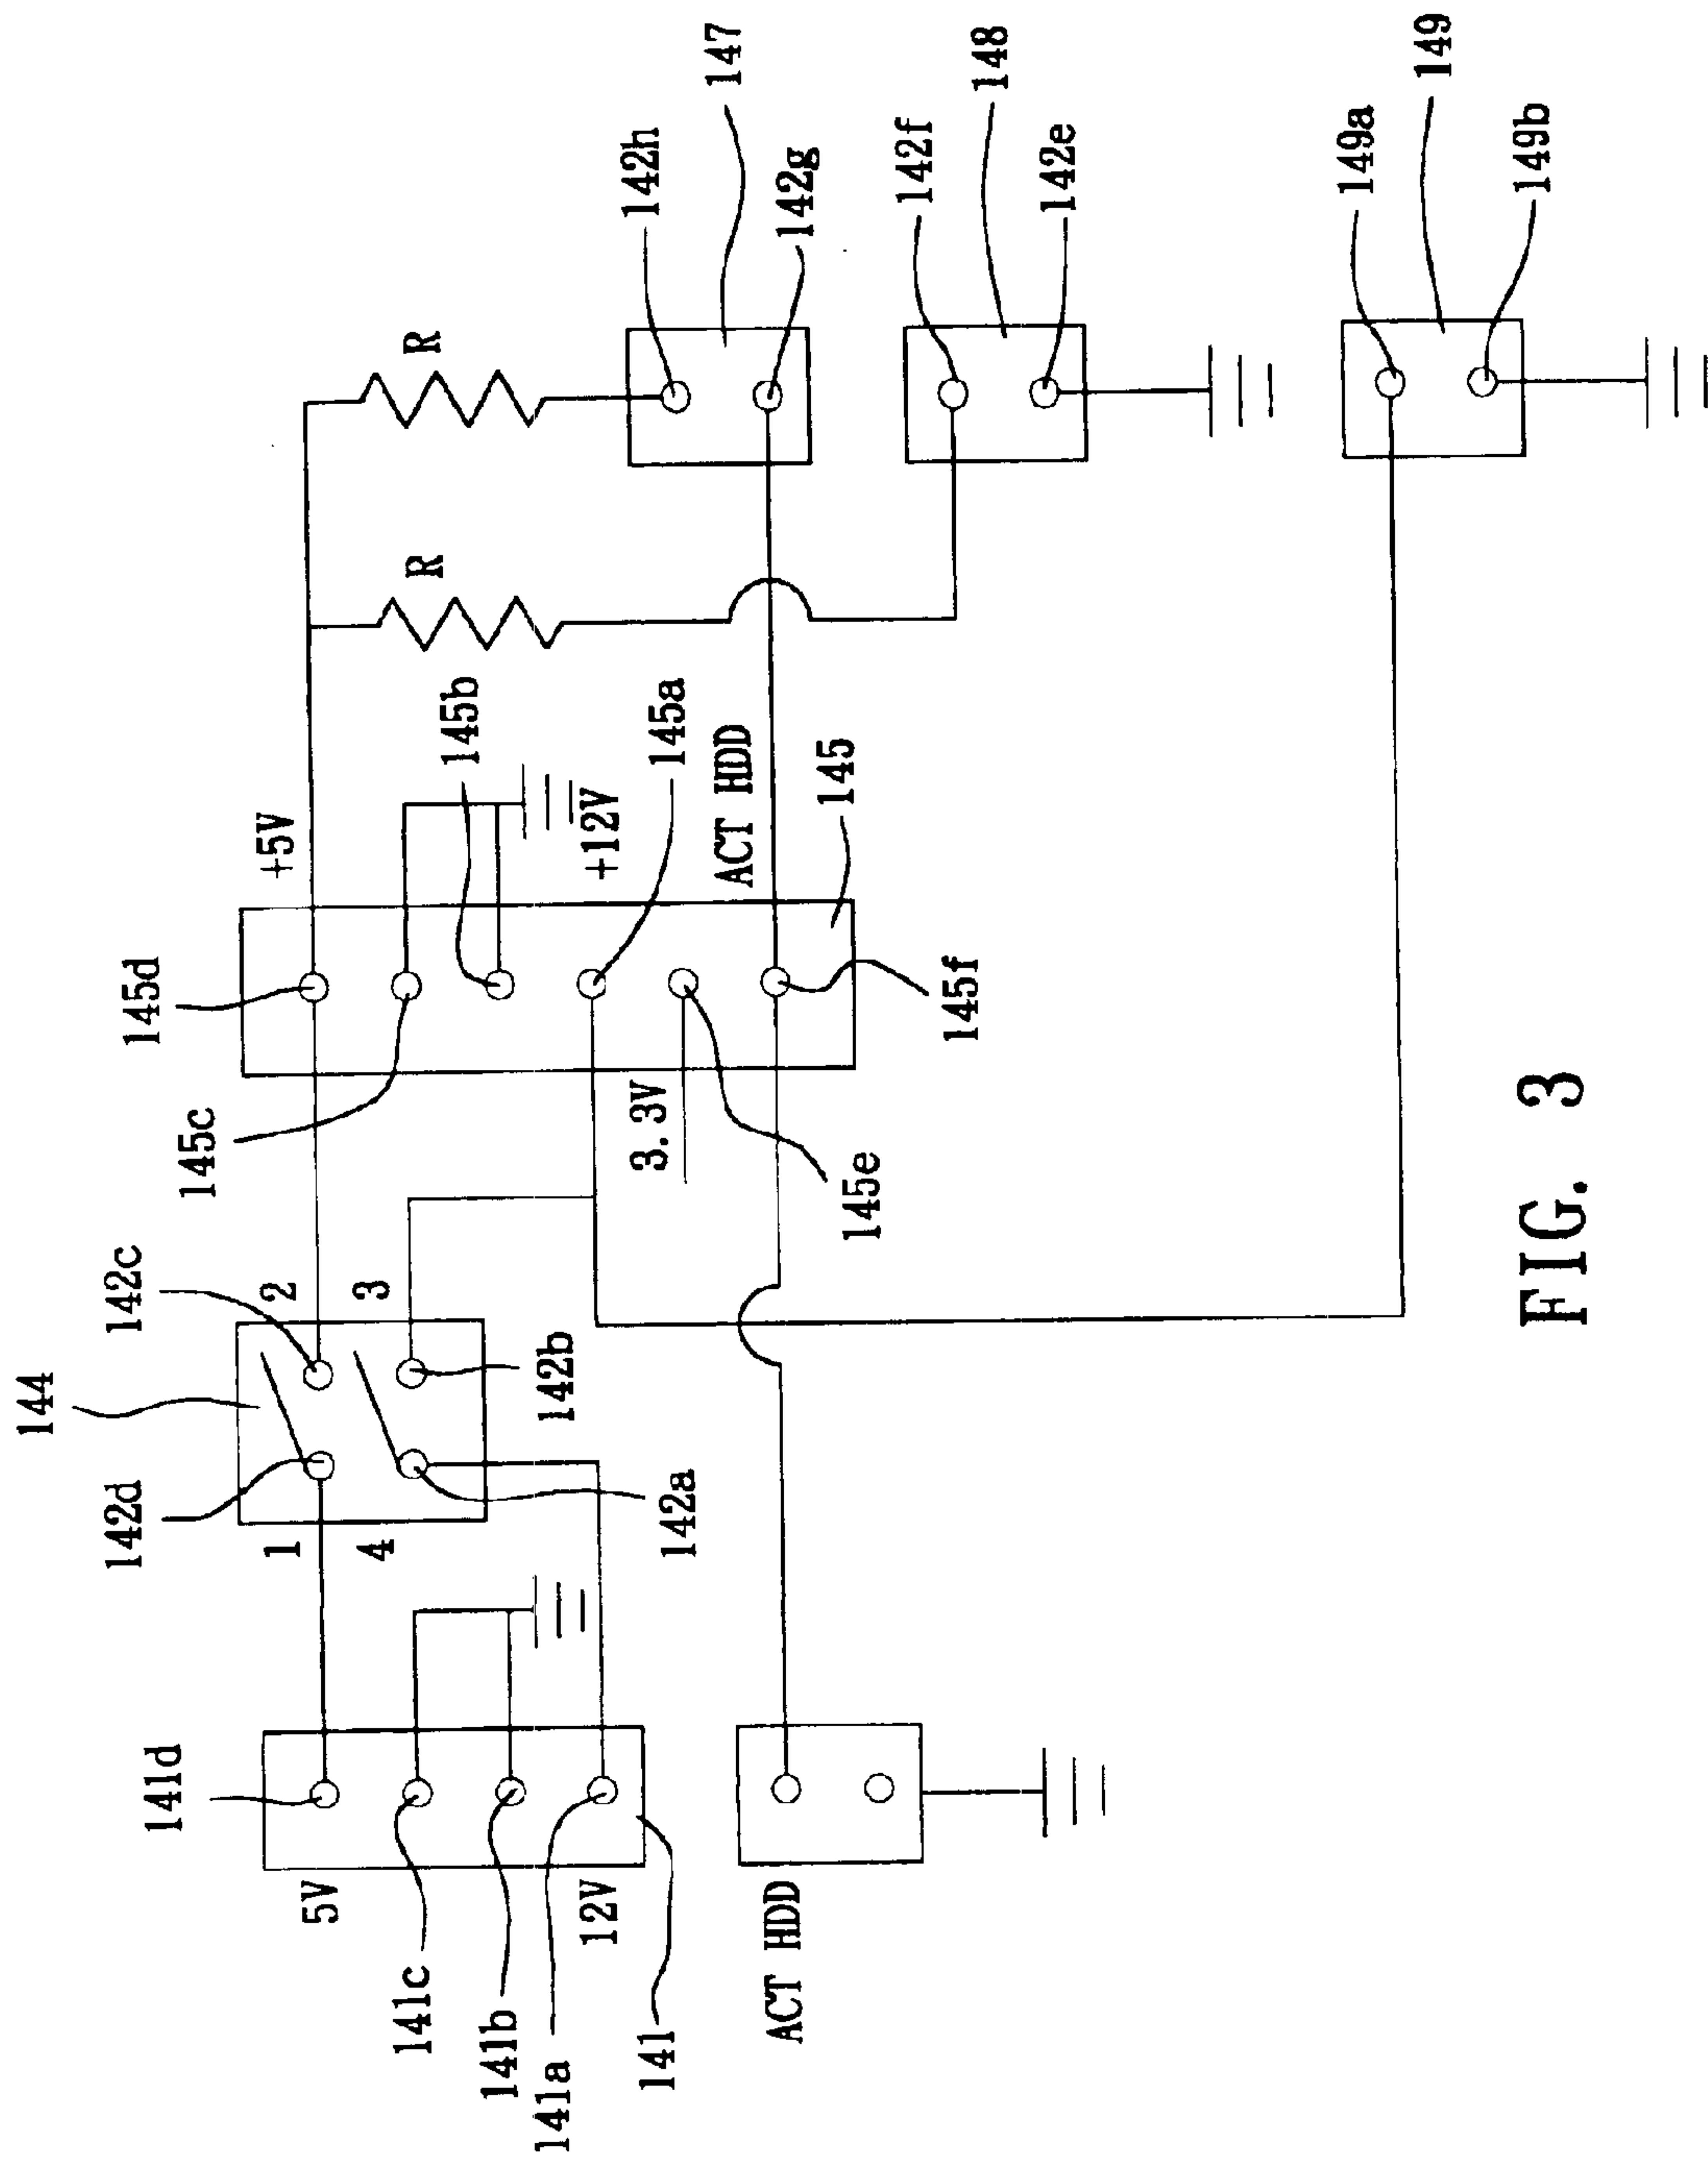 144
142d
142c
1
2
4
3
142a
142b
141d
5V
141c
141b
141a
12V
141
ACT HDD
145d
+5V
145c
145b
+12V
145a
3.3V
ACT HDD
145e
145
145f
R
R
142h
147
142g
142f
148
142e
149a
149
149b
FIG. 3